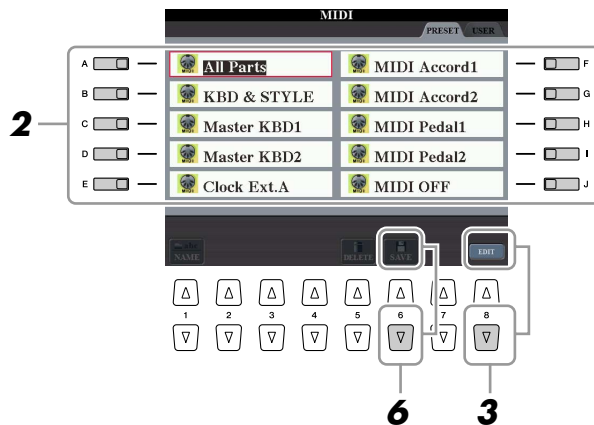 MIDI
PRESET USER
A All Parts MIDI Accord1 F
B KBD & STYLE MIDI Accord2 G
2
C Master KBD1 MIDI Pedal1 H
D Master KBD2 MIDI Pedal2 I
E Clock Ext.A MIDI OFF J
NAME DELETE SAVE EDIT
1 2 3 4 5 6 7 8
6 3